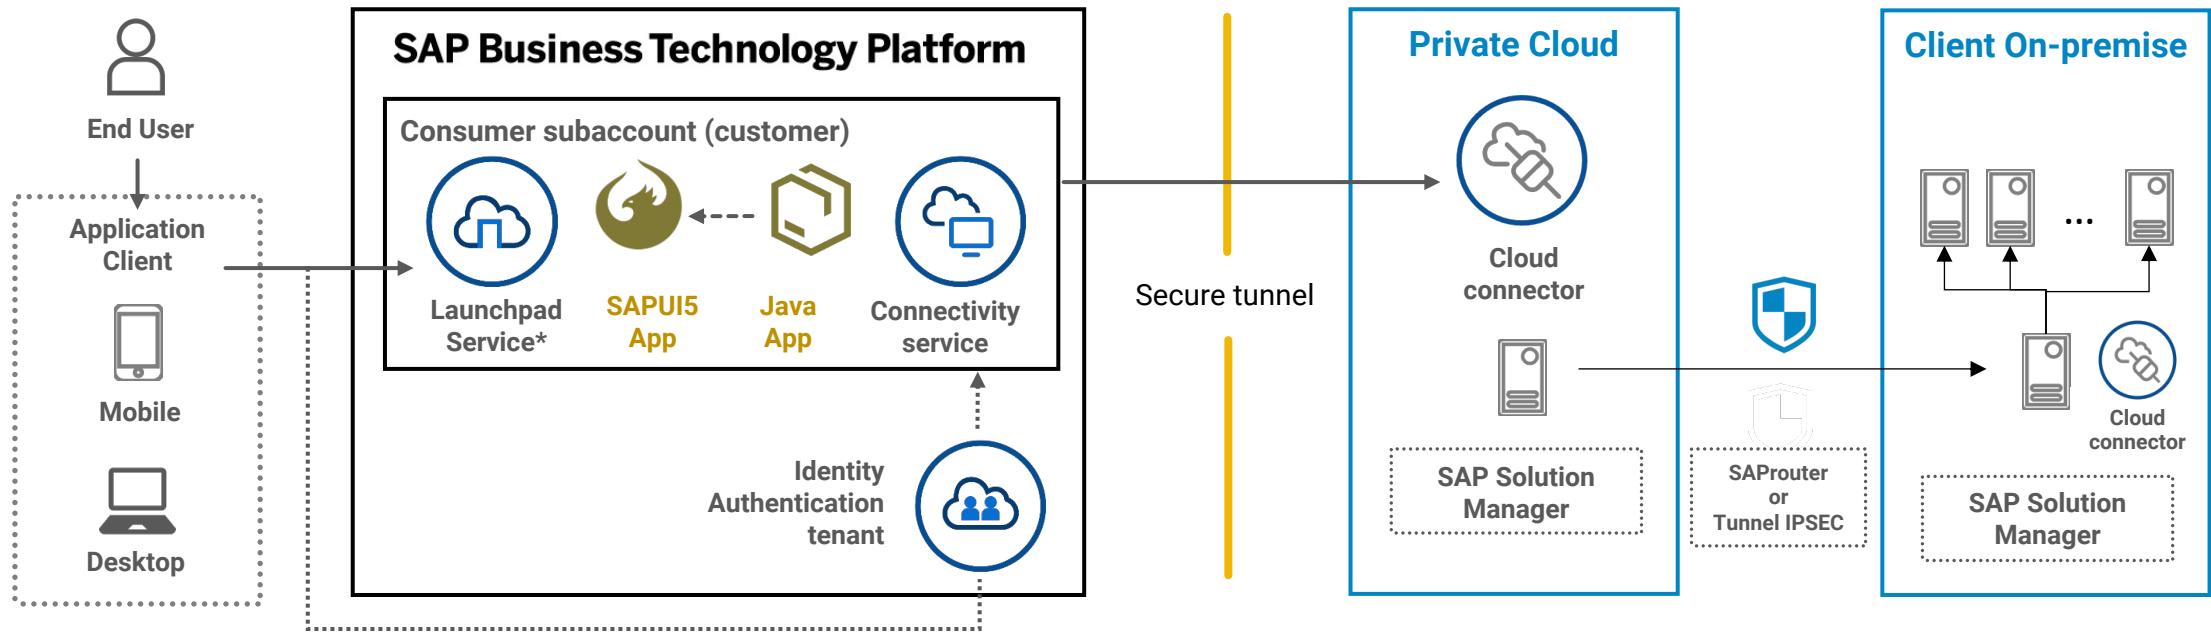 End User
Application
Client
Mobile
Desktop
SAP Business Technology Platform
Consumer subaccount (customer)
Launchpad
Service*
SAPUI5
App
Java
App
Connectivity
service
Identity
Authentication
tenant
Secure tunnel
Private Cloud
Cloud
connector
SAP Solution
Manager
SAProuter
or
Tunnel IPSEC
Client On-premise
...
Cloud
connector
SAP Solution
Manager